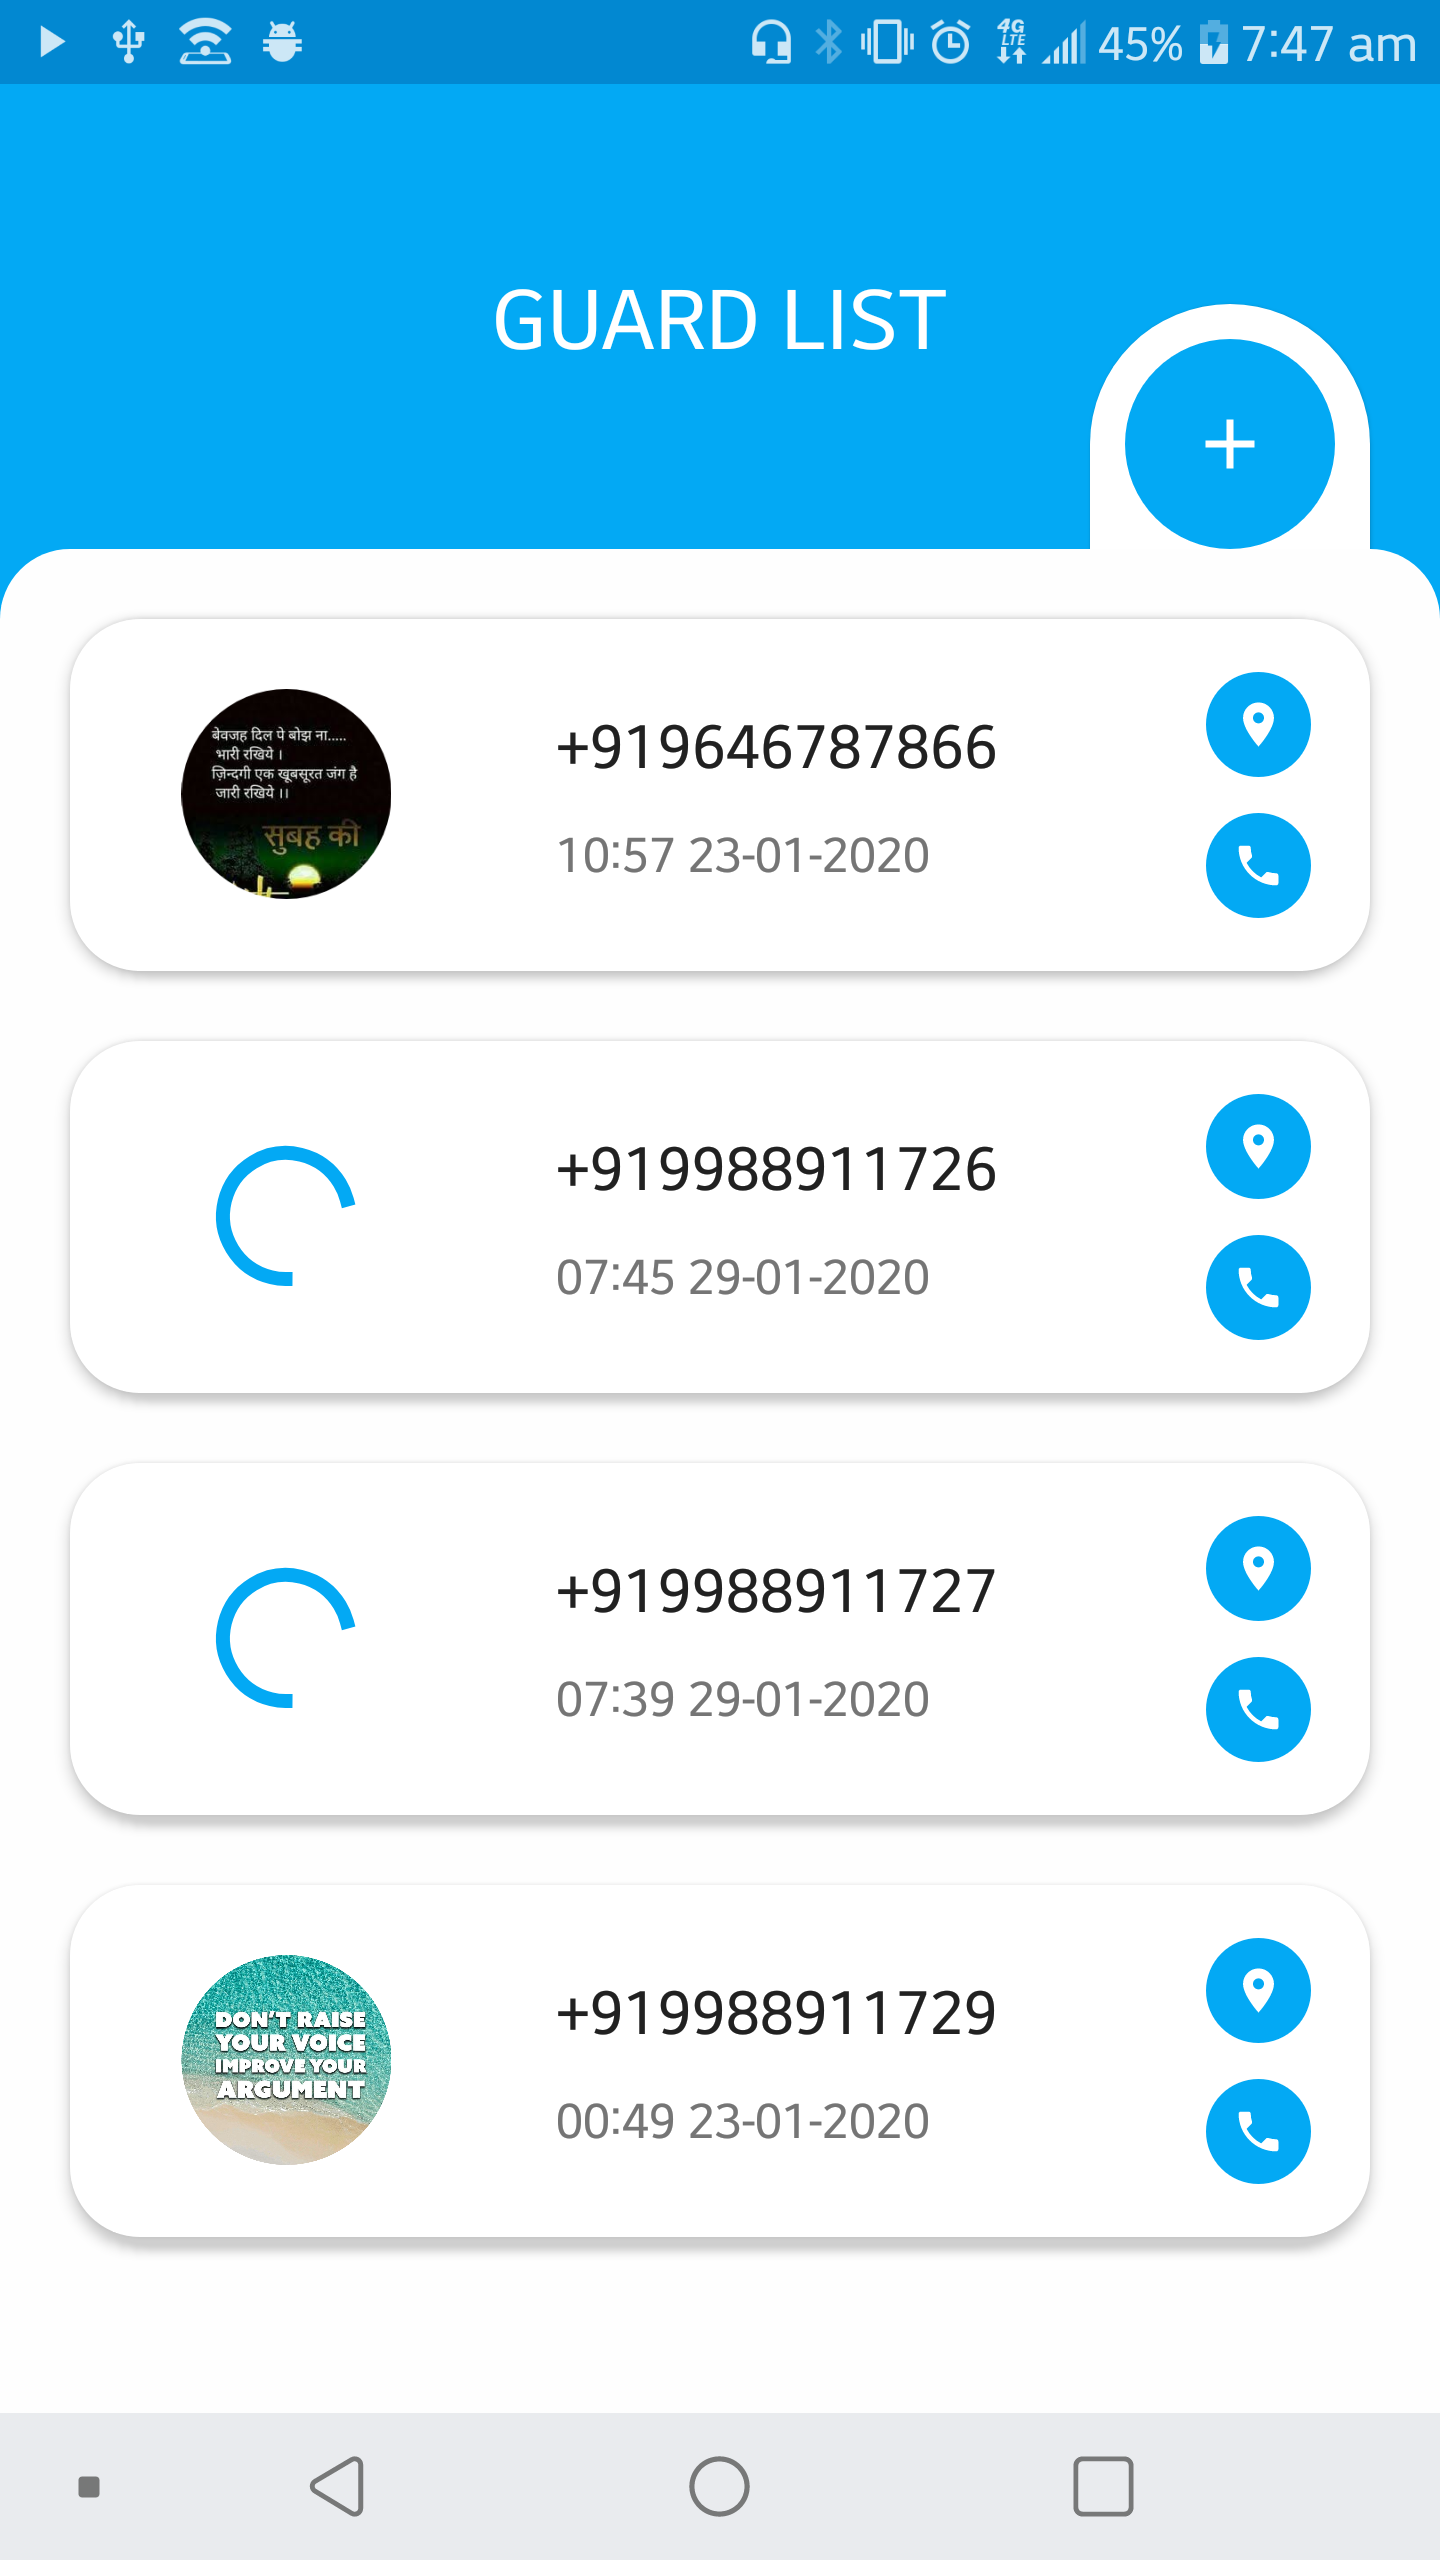 4G
LTE
45%
7:47 am
GUARD LIST
+
बेवजह दिल पे बोझ ना.....
भारी रखिये ।
ज़िन्दगी एक खूबसूरत जंग है
जारी रखिये ।।
सुबह की
+919646787866
10:57 23-01-2020
+919988911726
07:45 29-01-2020
+919988911727
07:39 29-01-2020
DON'T RAISE
YOUR VOICE
IMPROVE YOUR
ARGUMENT
+919988911729
00:49 23-01-2020